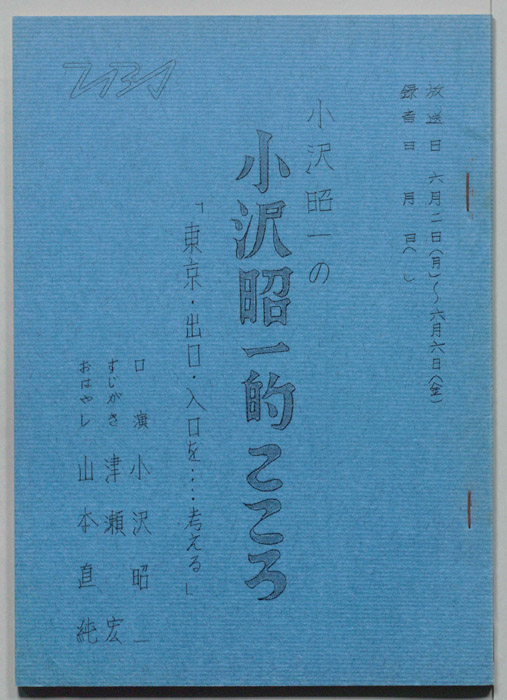 放送日 六月二日(月)〜六月六日(金)
録音日 月 日( )
小沢昭一の
小沢昭一的こころ
「東京・出口・入口を…考える」
口演 小沢昭一
すじがき 津瀬宏
おはやし 山本直純
TBS